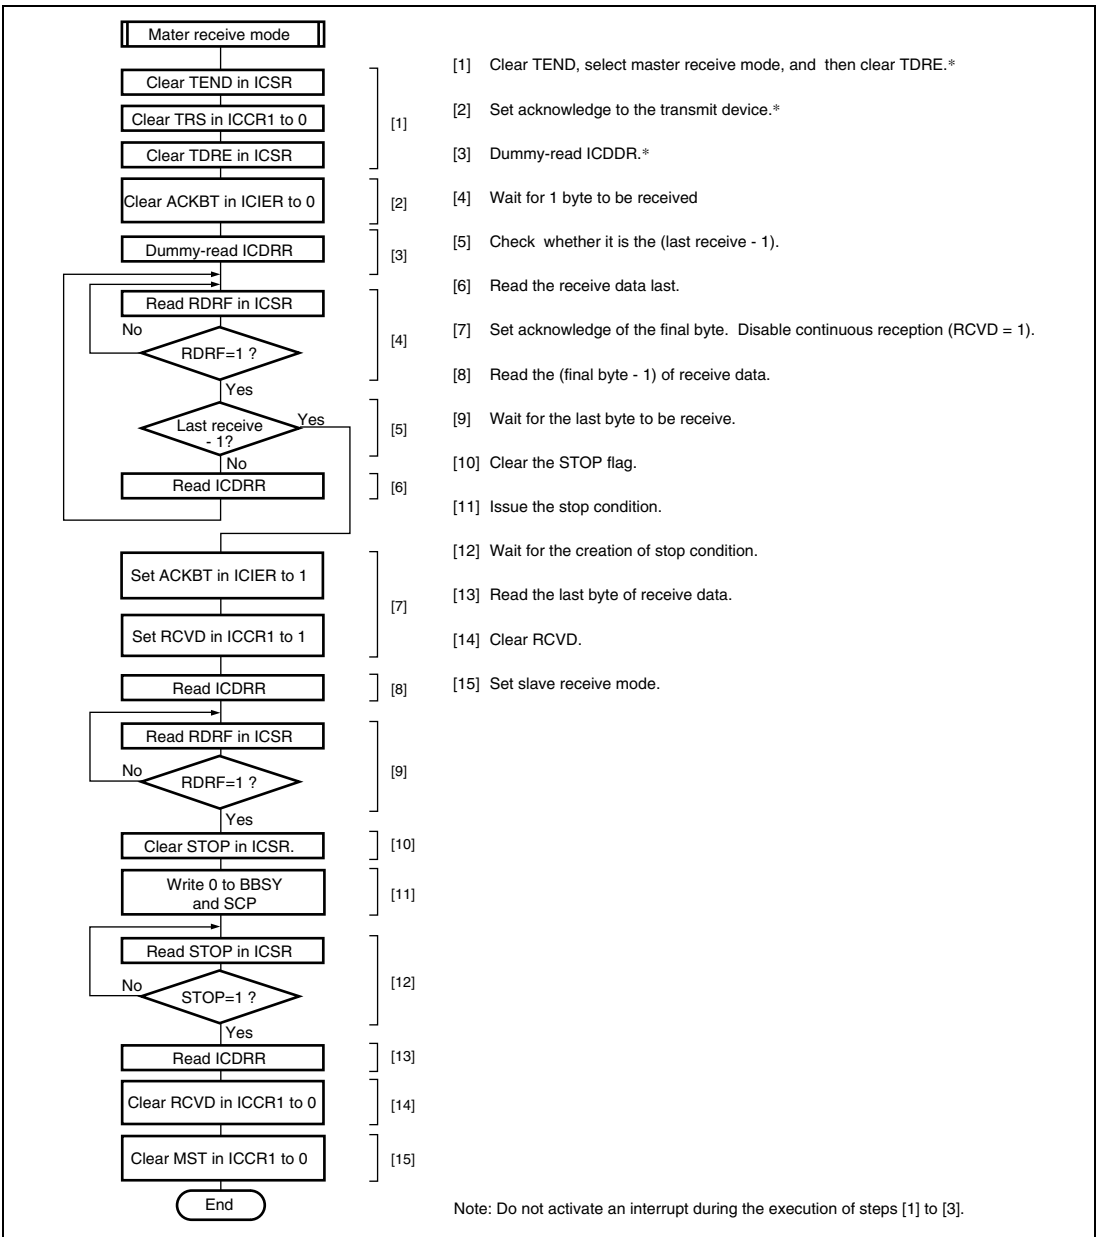 Mater receive mode
Clear TEND in ICSR
Clear TRS in ICCR1 to 0
[1]
Clear TDRE in ICSR
Clear ACKBT in ICIER to 0
[2]
Dummy-read ICDRR
[3]
Read RDRF in ICSR
No
RDRF=1 ?
[4]
Yes
Last receive
- 1?
Yes
[5]
No
Read ICDRR
[6]
Set ACKBT in ICIER to 1
[7]
Set RCVD in ICCR1 to 1
Read ICDRR
[8]
Read RDRF in ICSR
No
RDRF=1 ?
[9]
Yes
Clear STOP in ICSR.
[10]
Write 0 to BBSY
and SCP
[11]
Read STOP in ICSR
No
STOP=1 ?
[12]
Yes
Read ICDRR
[13]
Clear RCVD in ICCR1 to 0
[14]
Clear MST in ICCR1 to 0
[15]
End
[1] Clear TEND, select master receive mode, and then clear TDRE.*
[2] Set acknowledge to the transmit device.*
[3] Dummy-read ICDDR.*
[4] Wait for 1 byte to be received
[5] Check whether it is the (last receive - 1).
[6] Read the receive data last.
[7] Set acknowledge of the final byte. Disable continuous reception (RCVD = 1).
[8] Read the (final byte - 1) of receive data.
[9] Wait for the last byte to be receive.
[10] Clear the STOP flag.
[11] Issue the stop condition.
[12] Wait for the creation of stop condition.
[13] Read the last byte of receive data.
[14] Clear RCVD.
[15] Set slave receive mode.
Note: Do not activate an interrupt during the execution of steps [1] to [3].